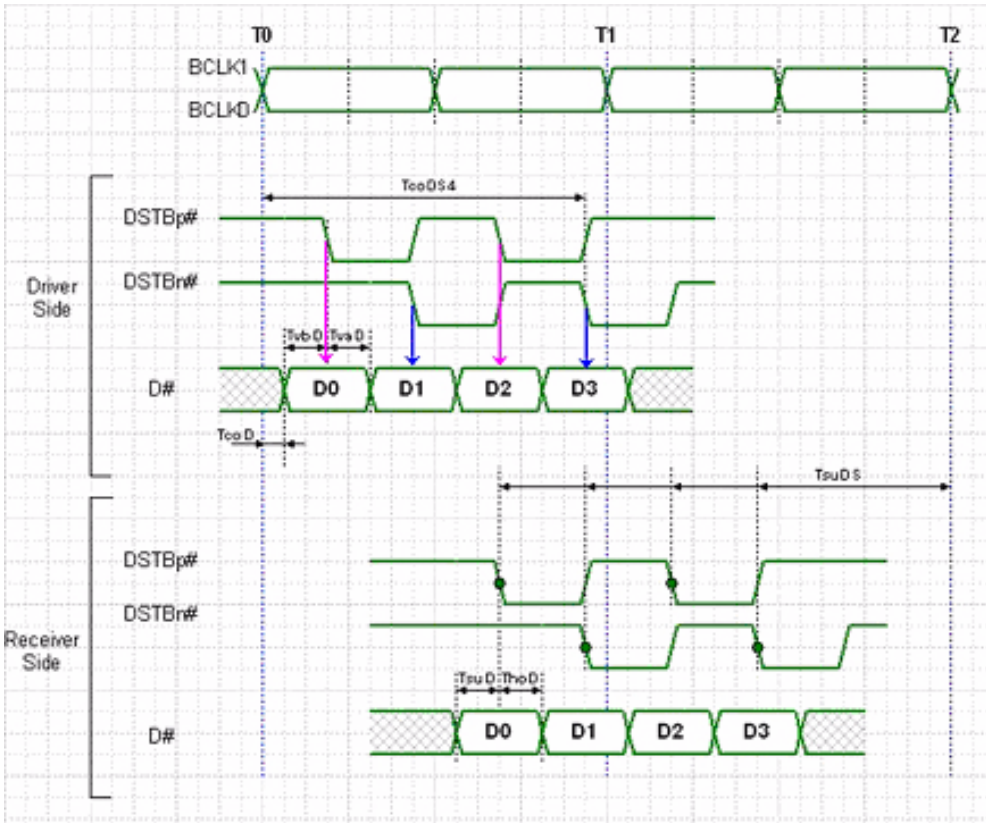 T0 T1 T2
BCLK1
BCLK0
TcoDS4
DSTBp#
DSTBn#
Driver
Side
TvbD TvaD
D# D0 D1 D2 D3
TcoD
TsuDS
DSTBp#
DSTBn#
Receiver
Side
TsuD ThoD
D# D0 D1 D2 D3